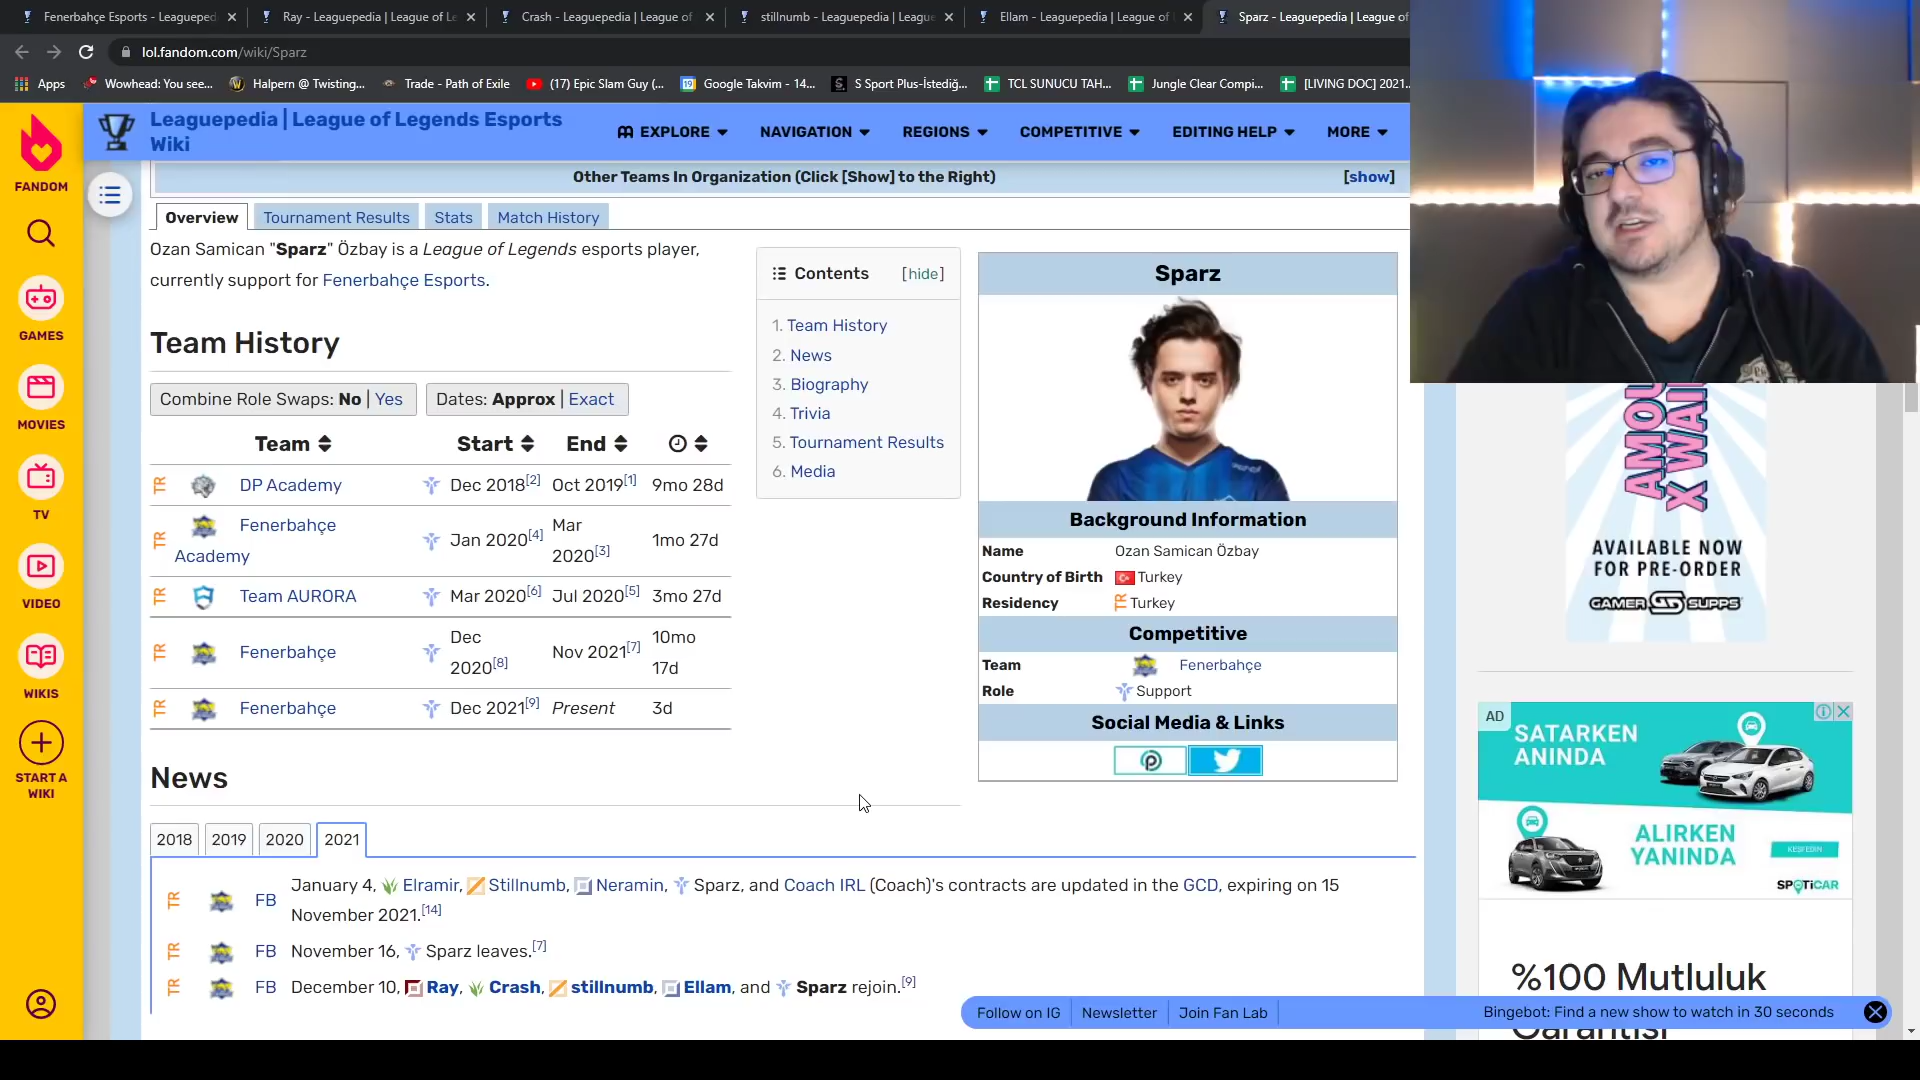 Fenerbahçe Esports - Leagueped
Ray - Leaguepedia | League of Le
Crash - Leaguepedia | League of
stillnumb - Leaguepedia | League
Ellam - Leaguepedia | League of
Sparz - Leaguepedia | League of
lol.fandom.com/wiki/Sparz
Apps
Wowhead: You see...
Halpern @ Twisting...
Trade - Path of Exile
(17) Epic Slam Guy (...
Google Takvim - 14...
S Sport Plus-İstediğ...
TCL SUNUCU TAH...
Jungle Clear Compi...
[LIVING DOC] 2021...
FANDOM
GAMES
MOVIES
TV
VIDEO
WIKIS
START A
WIKI
Leaguepedia | League of Legends Esports
Wiki
EXPLORE
NAVIGATION
REGIONS
COMPETITIVE
EDITING HELP
MORE
Other Teams In Organization (Click [Show] to the Right)
[show]
Overview
Tournament Results
Stats
Match History
Ozan Samican "Sparz" Özbay is a League of Legends esports player,
currently support for Fenerbahçe Esports.
Team History
Combine Role Swaps: No | Yes
Dates: Approx | Exact
Team Start End
TR DP Academy Dec 2018[2] Oct 2019[1] 9mo 28d
TR Fenerbahçe
Academy Jan 2020[4] Mar
2020[3] 1mo 27d
TR Team AURORA Mar 2020[6] Jul 2020[5] 3mo 27d
TR Fenerbahçe Dec
2020[8] Nov 2021[7] 10mo
17d
TR Fenerbahçe Dec 2021[9] Present 3d
Contents [hide]
1. Team History
2. News
3. Biography
4. Trivia
5. Tournament Results
6. Media
Sparz
Background Information
Name Ozan Samican Özbay
Country of Birth Turkey
Residency TR Turkey
Competitive
Team Fenerbahçe
Role Support
Social Media & Links
News
2018
2019
2020
2021
TR FB January 4, Elramir, Stillnumb, Neramin, Sparz, and Coach IRL (Coach)'s contracts are updated in the GCD, expiring on 15
November 2021.[14]
TR FB November 16, Sparz leaves.[7]
TR FB December 10, Ray, Crash, stillnumb, Ellam, and Sparz rejoin.[9]
X WAI
AVAILABLE NOW
FOR PRE-ORDER
GAMER SUPPS
AD
SATARKEN
ANINDA
ALIRKEN
YANINDA
KEŞFEDİN
SPOTiCAR
%100 Mutluluk
Garantisi
Follow on IG
Newsletter
Join Fan Lab
Bingebot: Find a new show to watch in 30 seconds